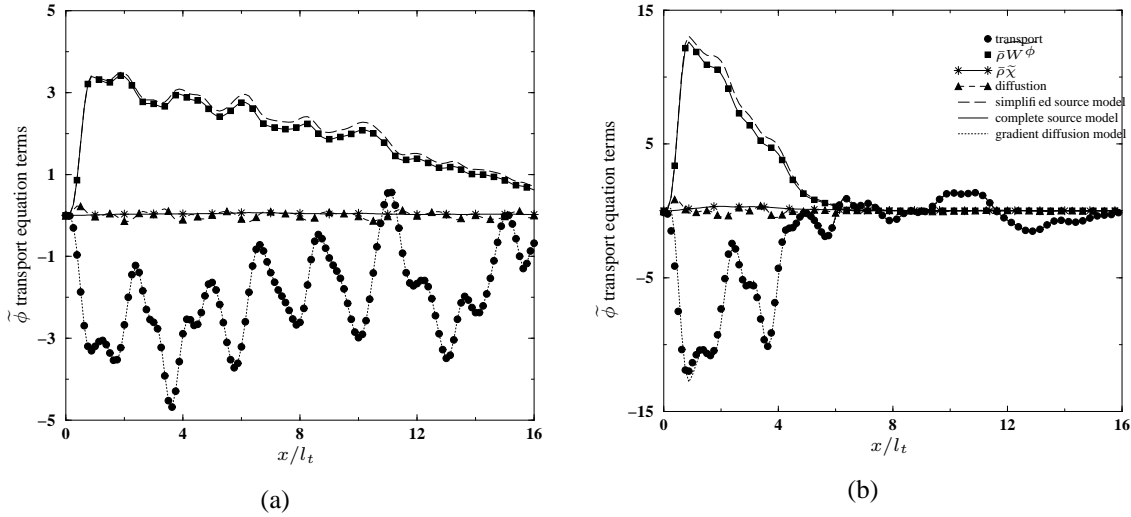 5
3
1
−1
−3
−5
0 4 8 12 16
x/l_t
φ̃ transport equation terms
(a)
15
5
−5
−15
0 4 8 12 16
x/l_t
φ̃ transport equation terms
transport
ρ̄W^φ
ρ̄χ̃
diffusion
simplified source model
complete source model
gradient diffusion model
(b)